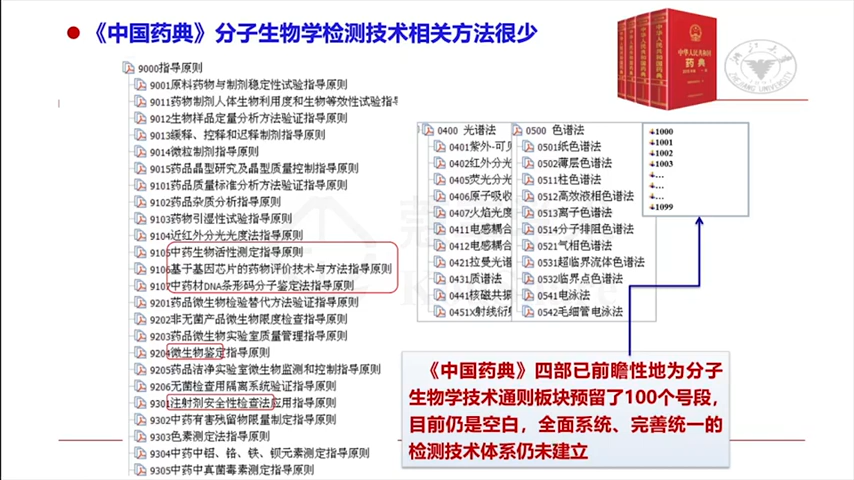 《中国药典》分子生物学检测技术相关方法很少
9000指导原则
9001原料药物与制剂稳定性试验指导原则
9011药物制剂人体生物利用度和生物等效性试验指导
9012生物样品定量分析方法验证指导原则
9013缓释、控释和迟释制剂指导原则
9014微粒制剂指导原则
9015药品晶型研究及晶型质量控制指导原则
9101药品质量标准分析方法验证指导原则
9102药品杂质分析指导原则
9103药物引湿性试验指导原则
9104近红外分光光度法指导原则
9105中药生物活性测定指导原则
9106基于基因芯片的药物评价技术与方法指导原则
9107中药材DNA条形码分子鉴定法指导原则
9201药品微生物检验替代方法验证指导原则
9202非无菌产品微生物限度检查指导原则
9203药品微生物实验室质量管理指导原则
9204微生物鉴定指导原则
9205药品洁净实验室微生物监测和控制指导原则
9206无菌检查用隔离系统验证指导原则
9301注射剂安全性检查法应用指导原则
9302中药有害残留物限量制定指导原则
9303色素测定法指导原则
9304中药中铝、铬、铁、钡元素测定指导原则
9305中药中真菌毒素测定指导原则
0400 光谱法
0401紫外-可见
0402红外分光
0405荧光分光
0406原子吸收
0407火焰光度
0411电感耦合
0412电感耦合
0421拉曼光谱
0431质谱法
0441核磁共振
0451X射线衍射
0500 色谱法
0501纸色谱法
0502薄层色谱法
0511柱色谱法
0512高效液相色谱法
0513离子色谱法
0514分子排阻色谱法
0521气相色谱法
0531超临界流体色谱法
0532临界点色谱法
0541电泳法
0542毛细管电泳法
1000
1001
1002
1003
…
…
…
1099
《中国药典》四部已前瞻性地为分子
生物学技术通则板块预留了100个号段，
目前仍是空白，全面系统、完善统一的
检测技术体系仍未建立
中华人民共和国
药典
ZHEJIANG UNIVERSITY